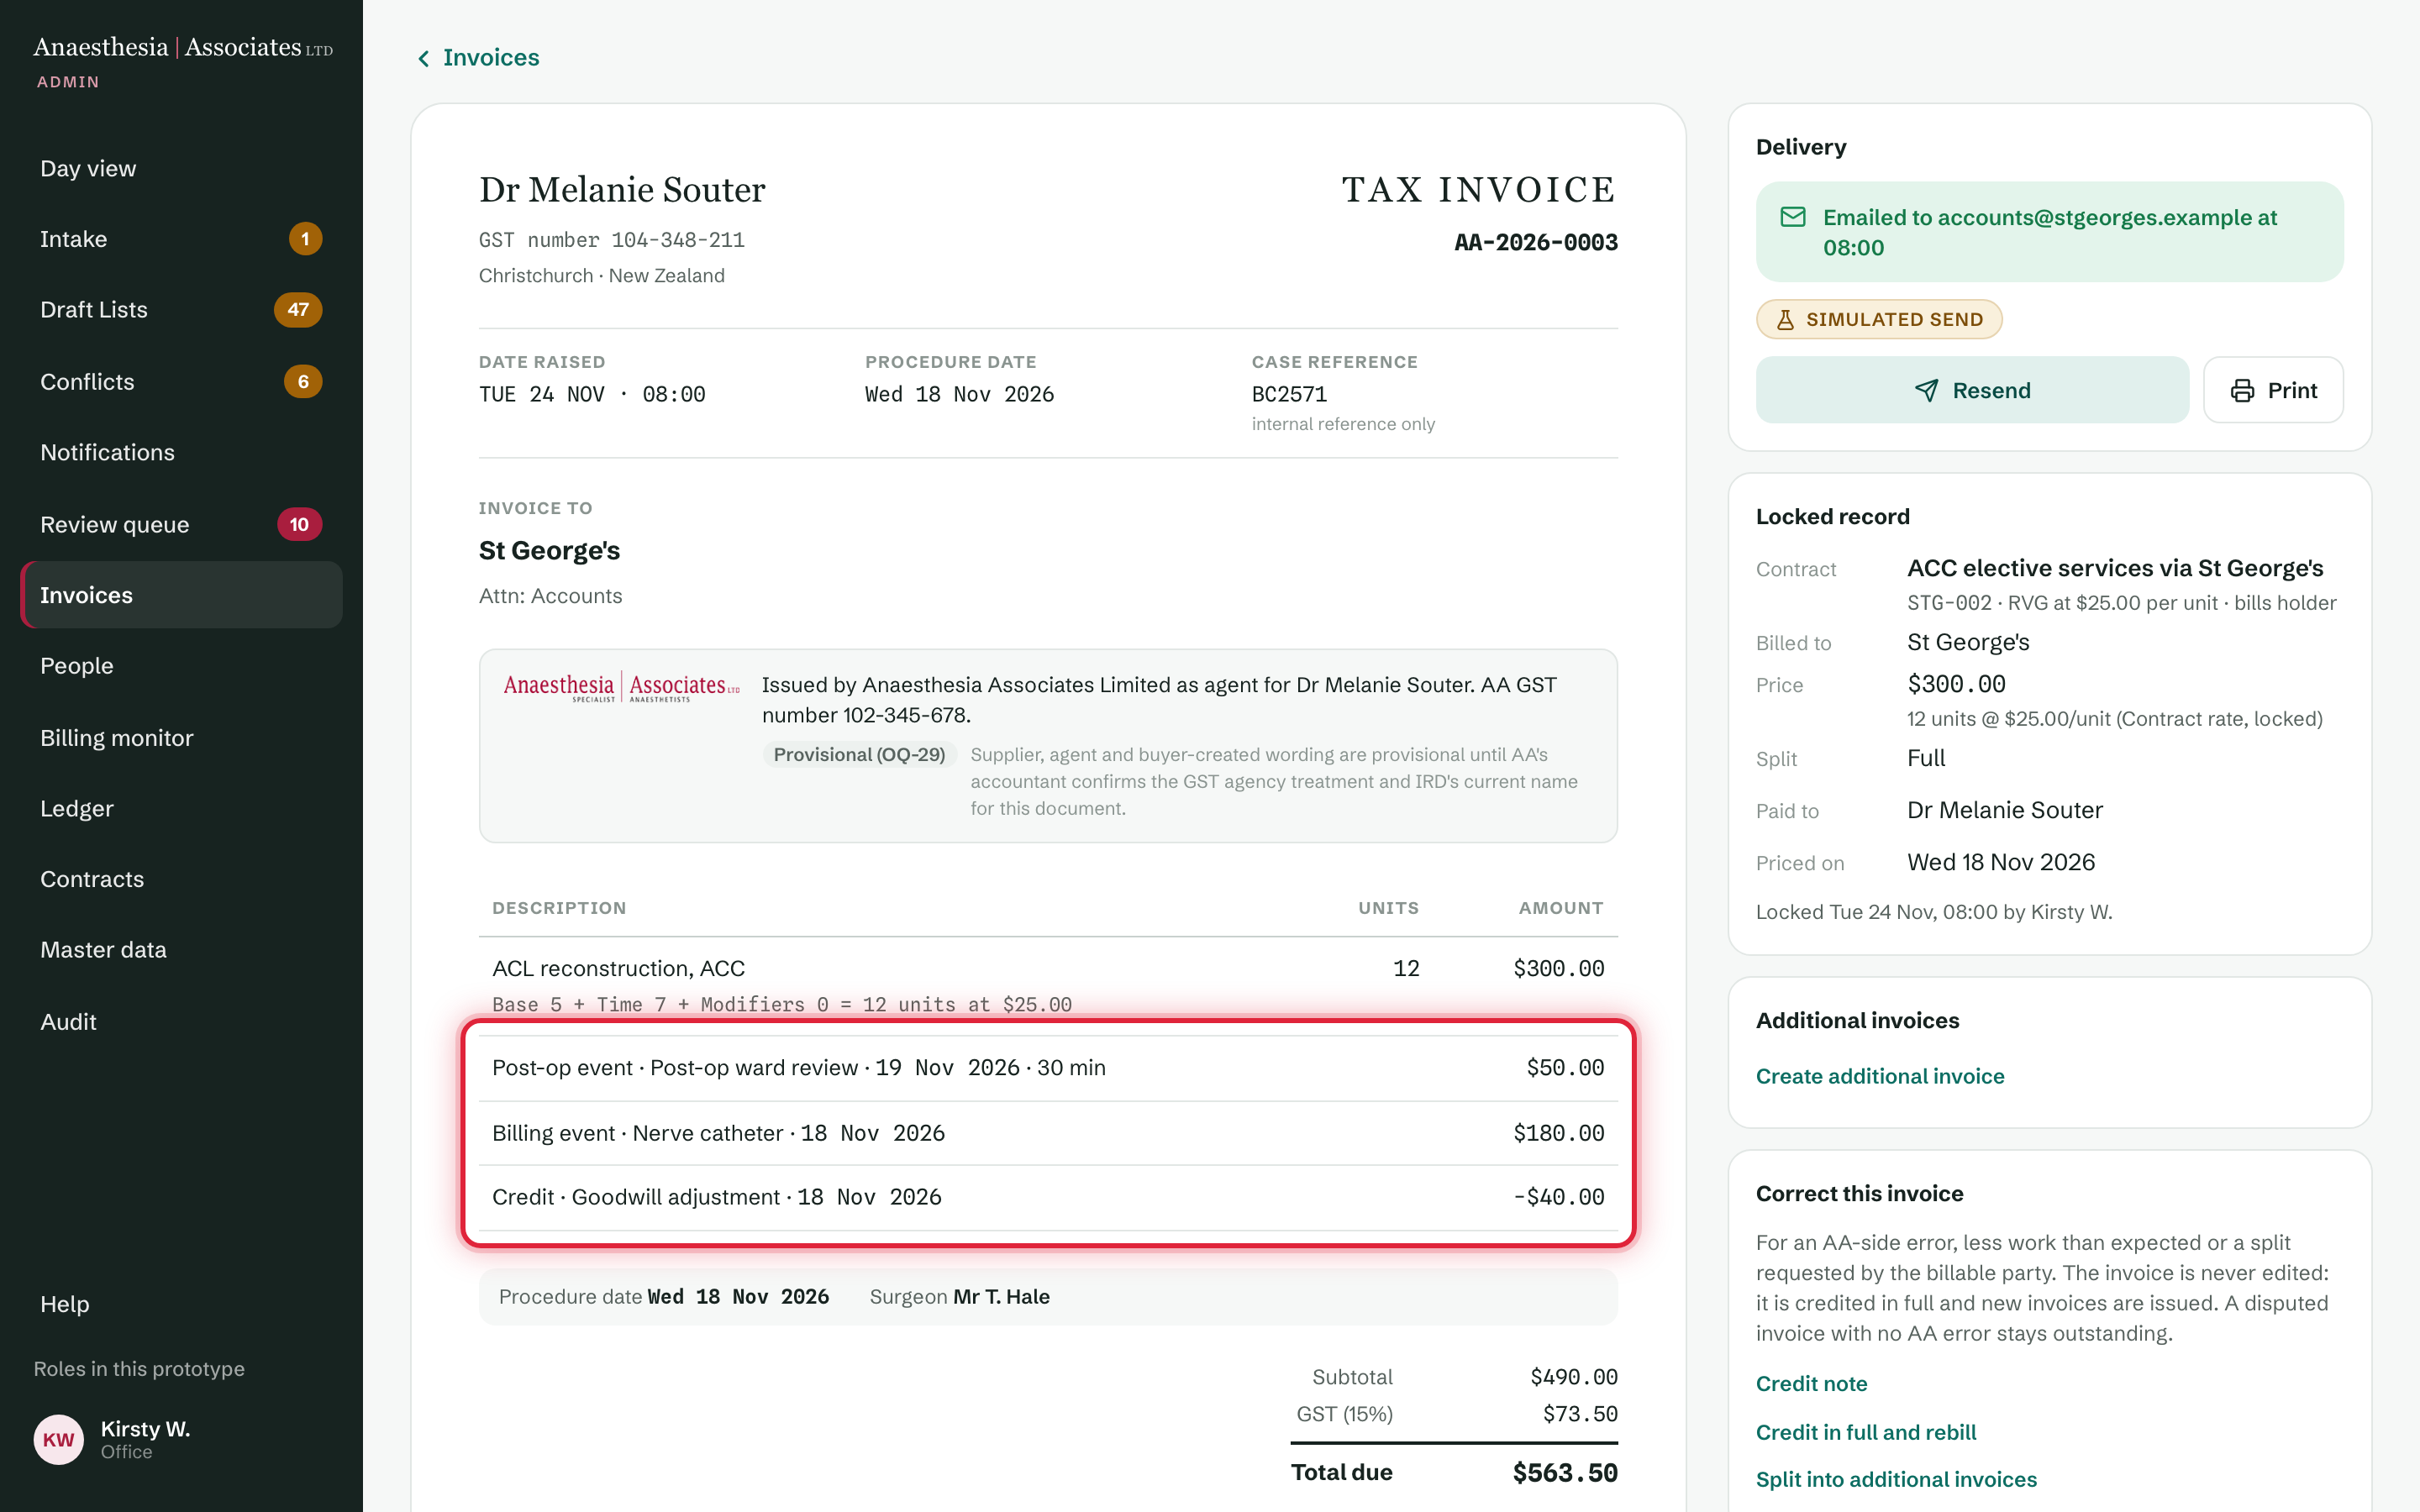 Anaesthesia | Associates LTD
ADMIN
Day view
Intake 1
Draft Lists 47
Conflicts 6
Notifications
Review queue 10
Invoices
People
Billing monitor
Ledger
Contracts
Master data
Audit
Help
Roles in this prototype
KW Kirsty W.
Office
Invoices
Dr Melanie Souter
GST number 104-348-211
Christchurch · New Zealand
TAX INVOICE
AA-2026-0003
DATE RAISED
TUE 24 NOV · 08:00
PROCEDURE DATE
Wed 18 Nov 2026
CASE REFERENCE
BC2571
internal reference only
INVOICE TO
St George's
Attn: Accounts
Anaesthesia | Associates LTD
SPECIALIST ANAESTHETISTS
Issued by Anaesthesia Associates Limited as agent for Dr Melanie Souter. AA GST
number 102-345-678.
Provisional (OQ-29) Supplier, agent and buyer-created wording are provisional until AA's
accountant confirms the GST agency treatment and IRD's current name
for this document.
DESCRIPTION UNITS AMOUNT
ACL reconstruction, ACC 12 $300.00
Base 5 + Time 7 + Modifiers 0 = 12 units at $25.00
Post-op event · Post-op ward review · 19 Nov 2026 · 30 min $50.00
Billing event · Nerve catheter · 18 Nov 2026 $180.00
Credit · Goodwill adjustment · 18 Nov 2026 -$40.00
Procedure date Wed 18 Nov 2026 Surgeon Mr T. Hale
Subtotal $490.00
GST (15%) $73.50
Total due $563.50
Delivery
Emailed to accounts@stgeorges.example at
08:00
SIMULATED SEND
Resend
Print
Locked record
Contract ACC elective services via St George's
STG-002 · RVG at $25.00 per unit · bills holder
Billed to St George's
Price $300.00
12 units @ $25.00/unit (Contract rate, locked)
Split Full
Paid to Dr Melanie Souter
Priced on Wed 18 Nov 2026
Locked Tue 24 Nov, 08:00 by Kirsty W.
Additional invoices
Create additional invoice
Correct this invoice
For an AA-side error, less work than expected or a split
requested by the billable party. The invoice is never edited:
it is credited in full and new invoices are issued. A disputed
invoice with no AA error stays outstanding.
Credit note
Credit in full and rebill
Split into additional invoices